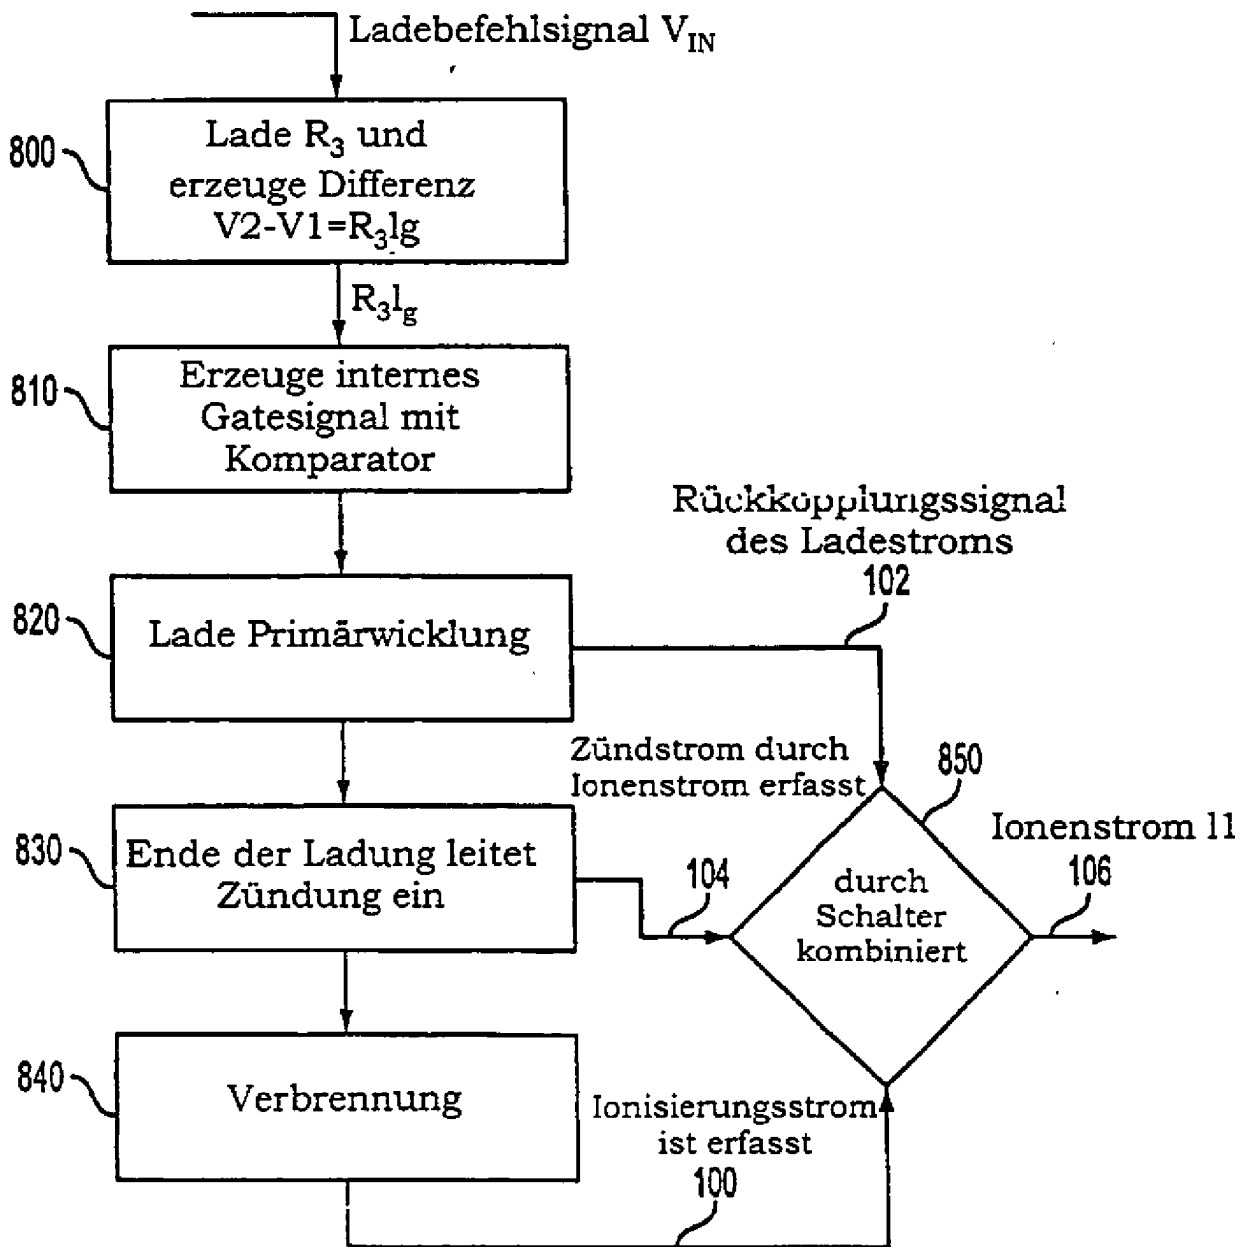 Ladebefehlsignal V_IN
800
Lade R₃ und
erzeuge Differenz
V2-V1=R₃lg
R₃l_g
810
Erzeuge internes
Gatesignal mit
Komparator
Rückkopplungssignal
des Ladestroms
102
820
Lade Primärwicklung
Zündstrom durch
Ionenstrom erfasst
850
830
Ende der Ladung leitet
Zündung ein
104
durch
Schalter
kombiniert
Ionenstrom 11
106
840
Verbrennung
Ionisierungsstrom
ist erfasst
100